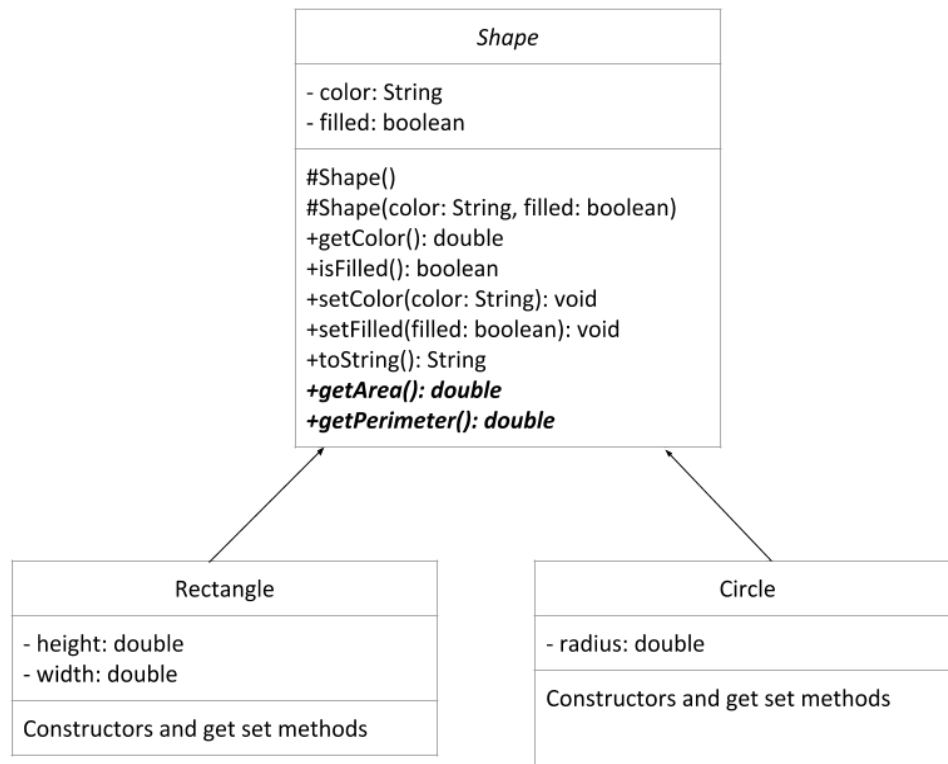 Shape
- color: String
- filled: boolean
#Shape()
#Shape(color: String, filled: boolean)
+getColor(): double
+isFilled(): boolean
+setColor(color: String): void
+setFilled(filled: boolean): void
+toString(): String
+getArea(): double
+getPerimeter(): double
Rectangle
- height: double
- width: double
Constructors and get set methods
Circle
- radius: double
Constructors and get set methods